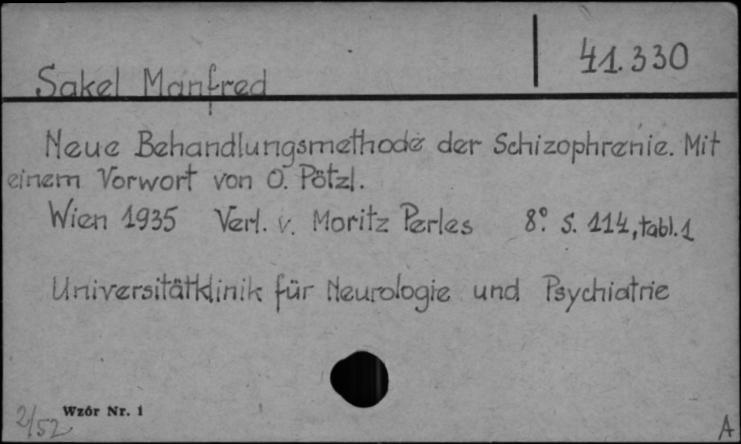 41.330
Sakel Manfred
Neue Behandlungsmethode der Schizophrenie. Mit
einem Vorwort von O. Pötzl.
Wien 1935 Verl. v. Moritz Perles 8° S. 114, tabl. 1
Universitätklinik für Neurologie und Psychiatrie
2/52 Wzór Nr. 1
A